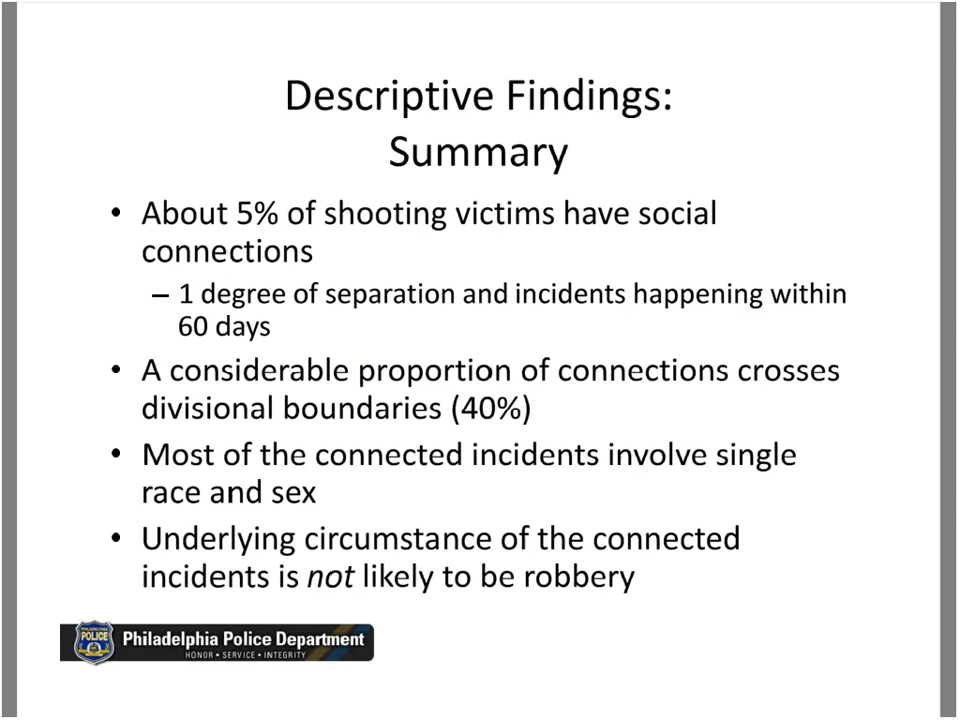 Descriptive Findings:
Summary
• About 5% of shooting victims have social
connections
– 1 degree of separation and incidents happening within
60 days
• A considerable proportion of connections crosses
divisional boundaries (40%)
• Most of the connected incidents involve single
race and sex
• Underlying circumstance of the connected
incidents is not likely to be robbery
POLICE
Philadelphia Police Department
HONOR • SERVICE • INTEGRITY